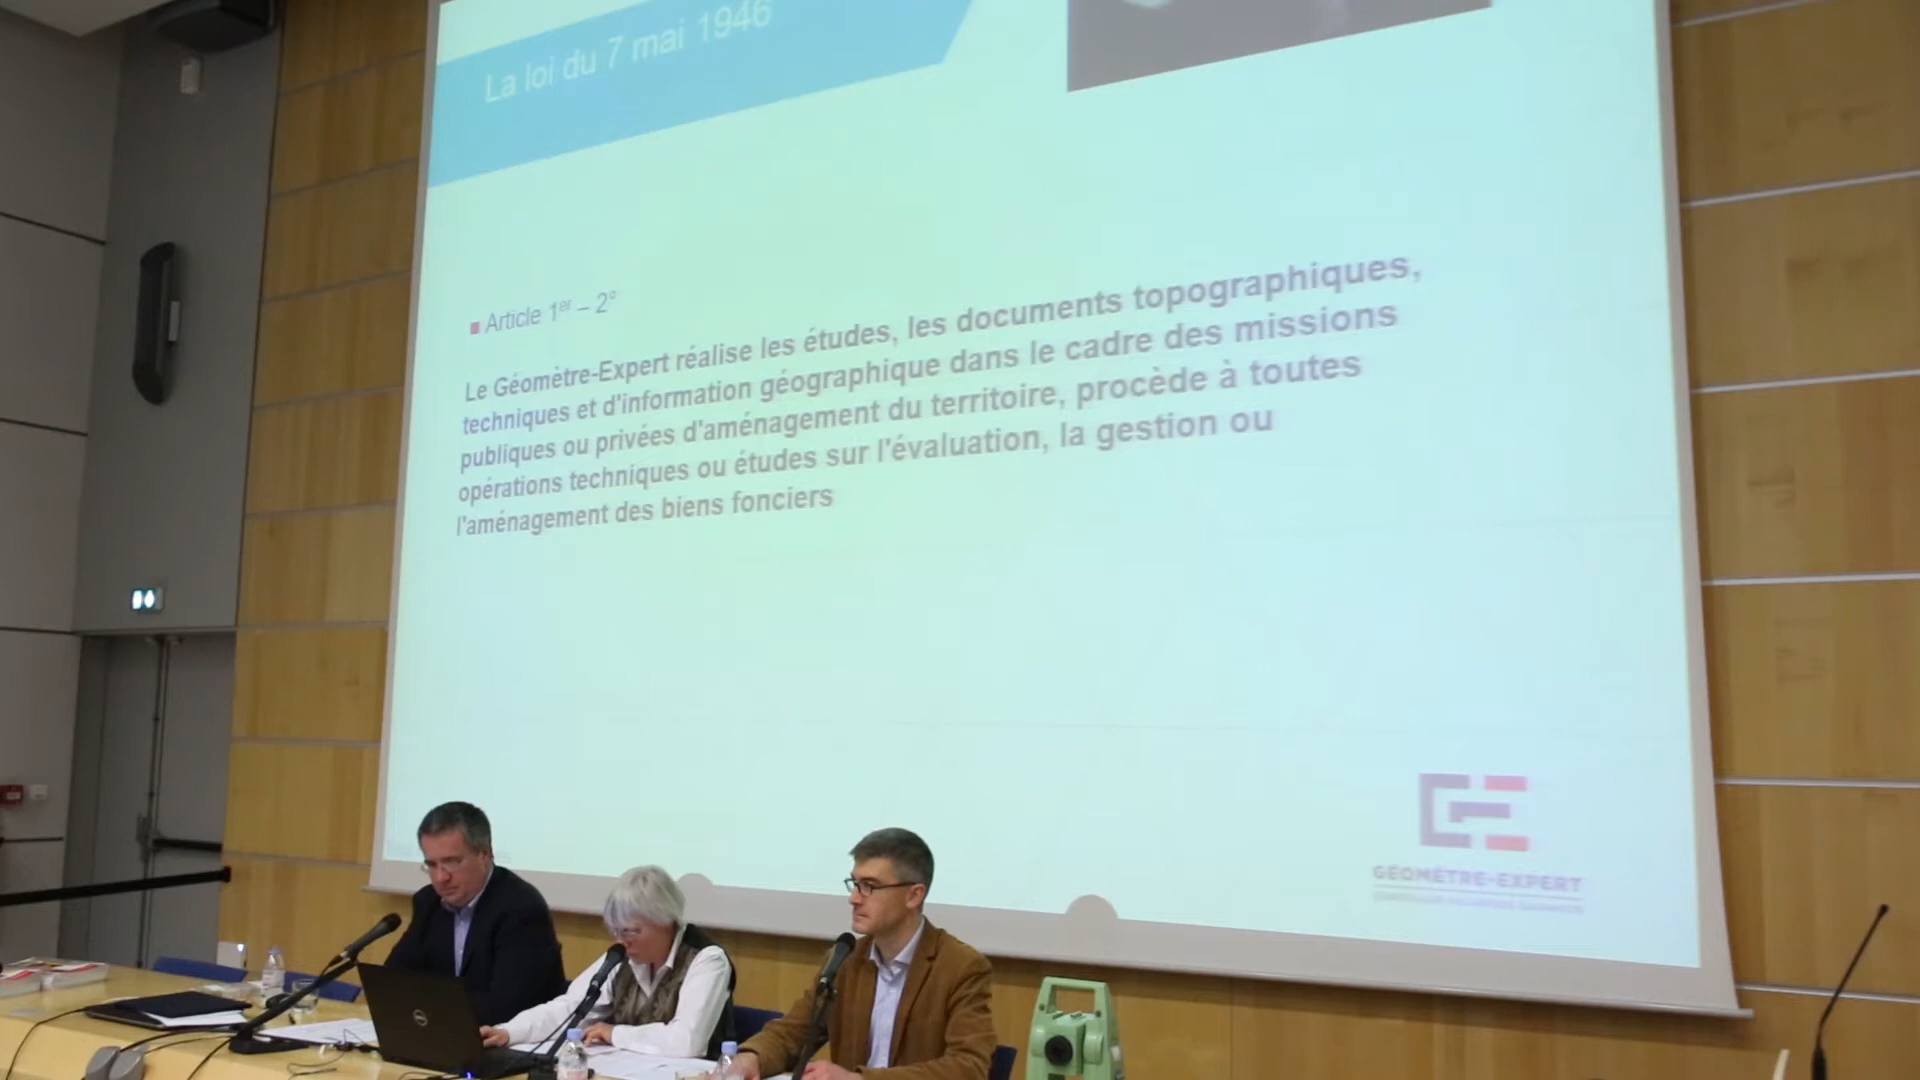 La loi du 7 mai 1946
Article 1er – 2°
Le Géomètre-Expert réalise les études, les documents topographiques,
techniques et d'information géographique dans le cadre des missions
publiques ou privées d'aménagement du territoire, procède à toutes
opérations techniques ou études sur l'évaluation, la gestion ou
l'aménagement des biens fonciers
GE
GÉOMÈTRE-EXPERT
DELL